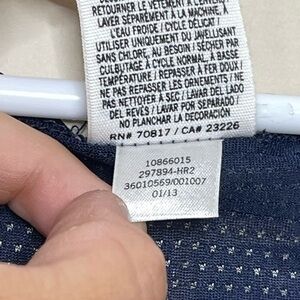 RETOURNER LE VÊTEMENT À L'ENVERS
LAVER SÉPARÉMENT À LA MACHINE,
L'EAU FROIDE / CYCLE DÉLICAT /
UTILISER UNIQUEMENT DU JAVELLISANT
SANS CHLORE, AU BESOIN / SÉCHER PAR
CULBUTAGE À CYCLE NORMAL, À BASSE
TEMPÉRATURE / REPASSER À FER DOUX /
NE PAS REPASSER LES ORNEMENTS / NE
PAS NETTOYER À SEC / LAVAR DEL LADO
DEL REVÉS / LAVAR POR SEPARADO /
NO PLANCHAR LA DECORACIÓN
RN# 70817 / CA# 23226
10866015
297894-HR2
36010569/001007
01/13